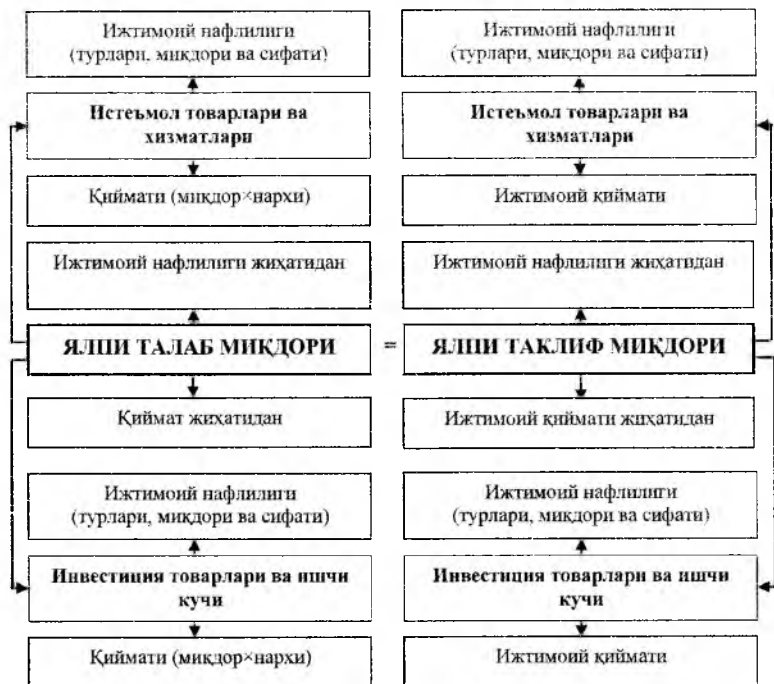 Ижтимоий нафлилиги
(турлари, миқдори ва сифати)
Истеъмол товарлари ва
хизматлари
Қиймати (миқдор×нархи)
Ижтимоий нафлилиги жиҳатидан
ЯЛПИ ТАЛАБ МИҚДОРИ
Қиймат жиҳатидан
Ижтимоий нафлилиги
(турлари, миқдори ва сифати)
Инвестиция товарлари ва ишчи
кучи
Қиймати (миқдор×нархи)
=
Ижтимоий нафлилиги
(турлари, миқдори ва сифати)
Истеъмол товарлари ва
хизматлари
Ижтимоий қиймати
Ижтимоий нафлилиги жиҳатидан
ЯЛПИ ТАКЛИФ МИҚДОРИ
Ижтимоий қиймати жиҳатидан
Ижтимоий нафлилиги
(турлари, миқдори ва сифати)
Инвестиция товарлари ва ишчи
кучи
Ижтимоий қиймати